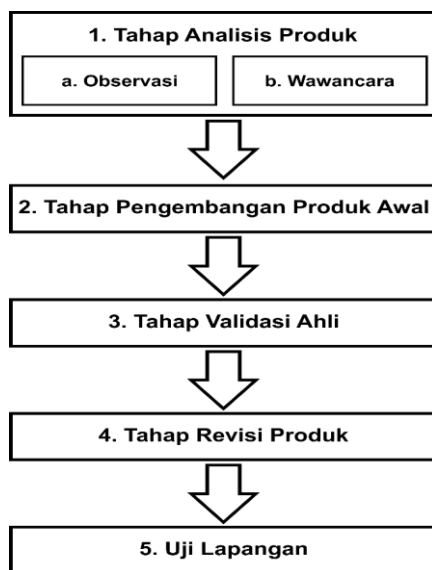 1. Tahap Analisis Produk
a. Observasi
b. Wawancara
2. Tahap Pengembangan Produk Awal
3. Tahap Validasi Ahli
4. Tahap Revisi Produk
5. Uji Lapangan